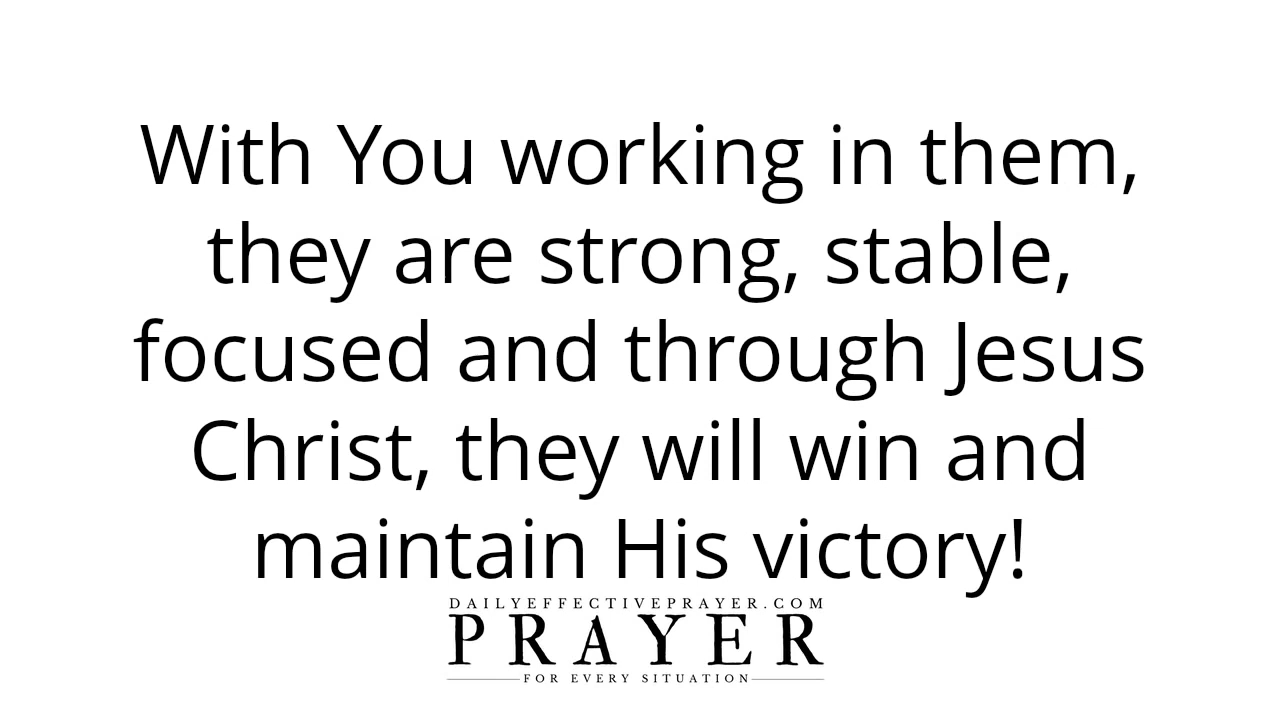 With You working in them,
they are strong, stable,
focused and through Jesus
Christ, they will win and
maintain His victory!
DAILYEFFECTIVEPRAYER.COM
PRAYER
FOR EVERY SITUATION